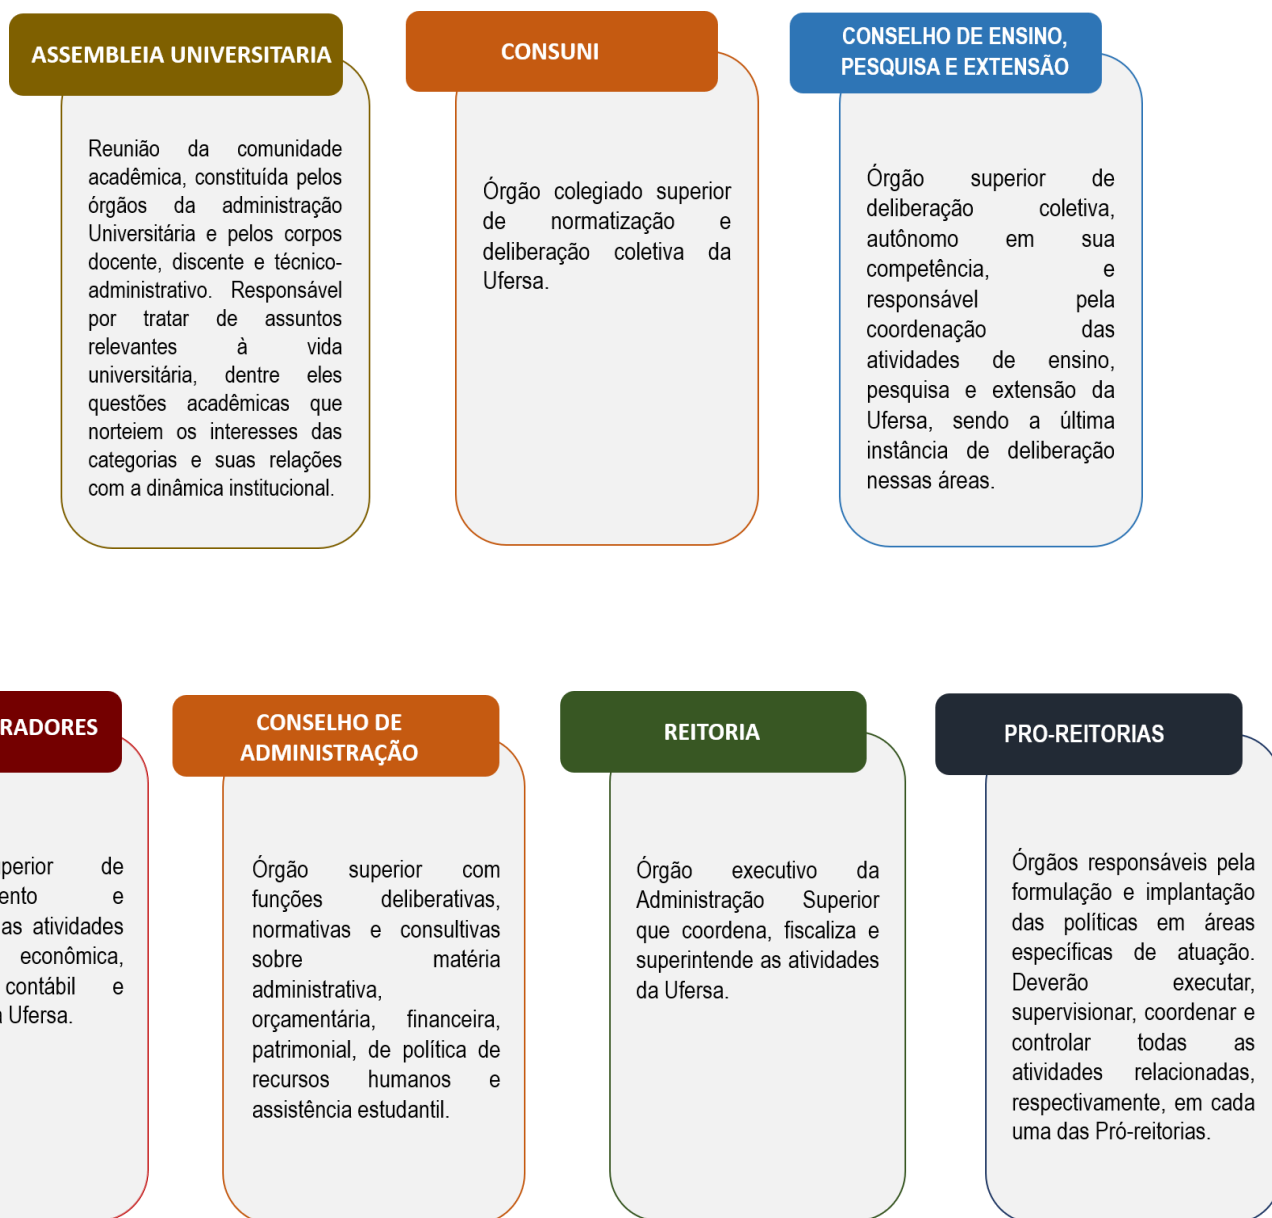 ASSEMBLEIA UNIVERSITARIA
Reunião da comunidade
acadêmica, constituída pelos
órgãos da administração
Universitária e pelos corpos
docente, discente e técnico-
administrativo. Responsável
por tratar de assuntos
relevantes à vida
universitária, dentre eles
questões acadêmicas que
norteiem os interesses das
categorias e suas relações
com a dinâmica institucional.
CONSUNI
Órgão colegiado superior
de normatização e
deliberação coletiva da
Ufersa.
CONSELHO DE ENSINO,
PESQUISA E EXTENSÃO
Órgão superior de
deliberação coletiva,
autônomo em sua
competência, e
responsável pela
coordenação das
atividades de ensino,
pesquisa e extensão da
Ufersa, sendo a última
instância de deliberação
nessas áreas.
RADORES
perior de
ento e
as atividades
econômica,
contábil e
Ufersa.
CONSELHO DE
ADMINISTRAÇÃO
Órgão superior com
funções deliberativas,
normativas e consultivas
sobre matéria
administrativa,
orçamentária, financeira,
patrimonial, de política de
recursos humanos e
assistência estudantil.
REITORIA
Órgão executivo da
Administração Superior
que coordena, fiscaliza e
superintende as atividades
da Ufersa.
PRO-REITORIAS
Órgãos responsáveis pela
formulação e implantação
das políticas em áreas
específicas de atuação.
Deverão executar,
supervisionar, coordenar e
controlar todas as
atividades relacionadas,
respectivamente, em cada
uma das Pró-reitorias.